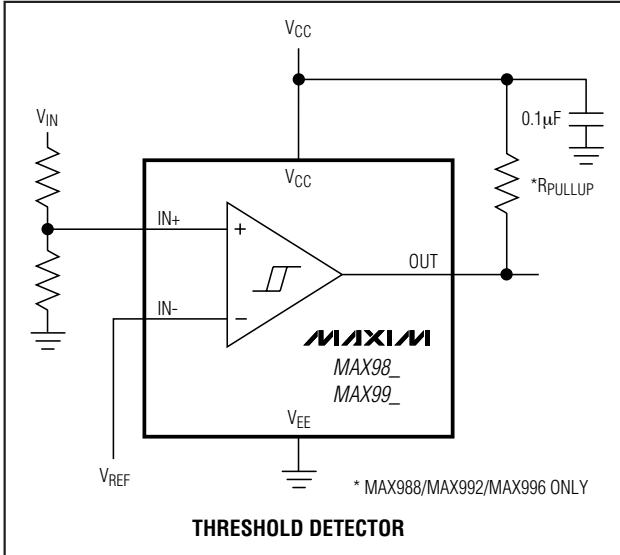 VCC
VIN
0.1µF
VCC
*RPULLUP
IN+
+
OUT
IN-
−
MAXIM
MAX98_
MAX99_
VEE
VREF
* MAX988/MAX992/MAX996 ONLY
THRESHOLD DETECTOR